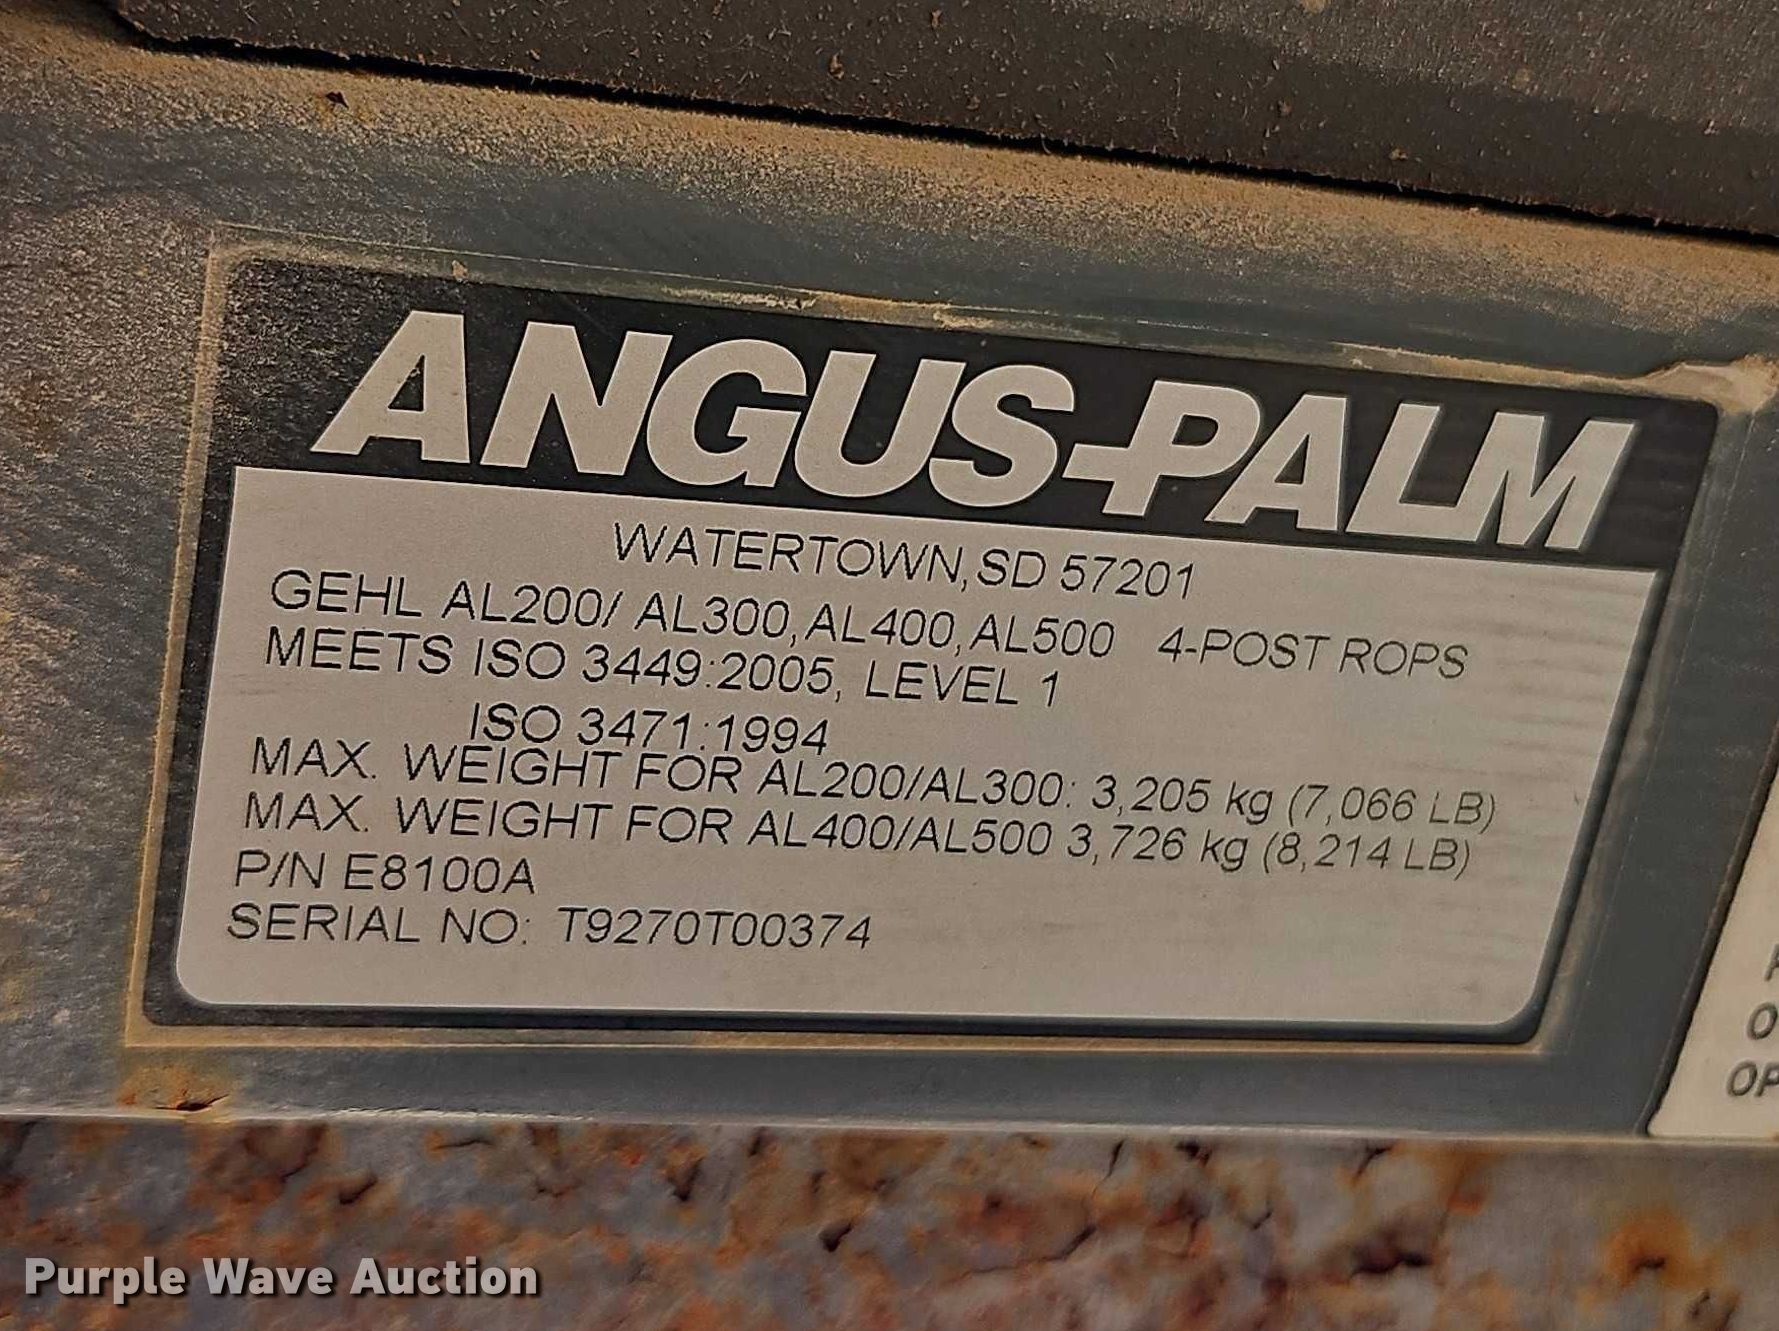 ANGUS-PALM
WATERTOWN, SD 57201
GEHL AL200/ AL300, AL400, AL500 4-POST ROPS
MEETS ISO 3449:2005, LEVEL 1
ISO 3471:1994
MAX. WEIGHT FOR AL200/AL300: 3,205 kg (7,066 LB)
MAX. WEIGHT FOR AL400/AL500 3,726 kg (8,214 LB)
P/N E8100A
SERIAL NO: T9270T00374
Purple Wave Auction